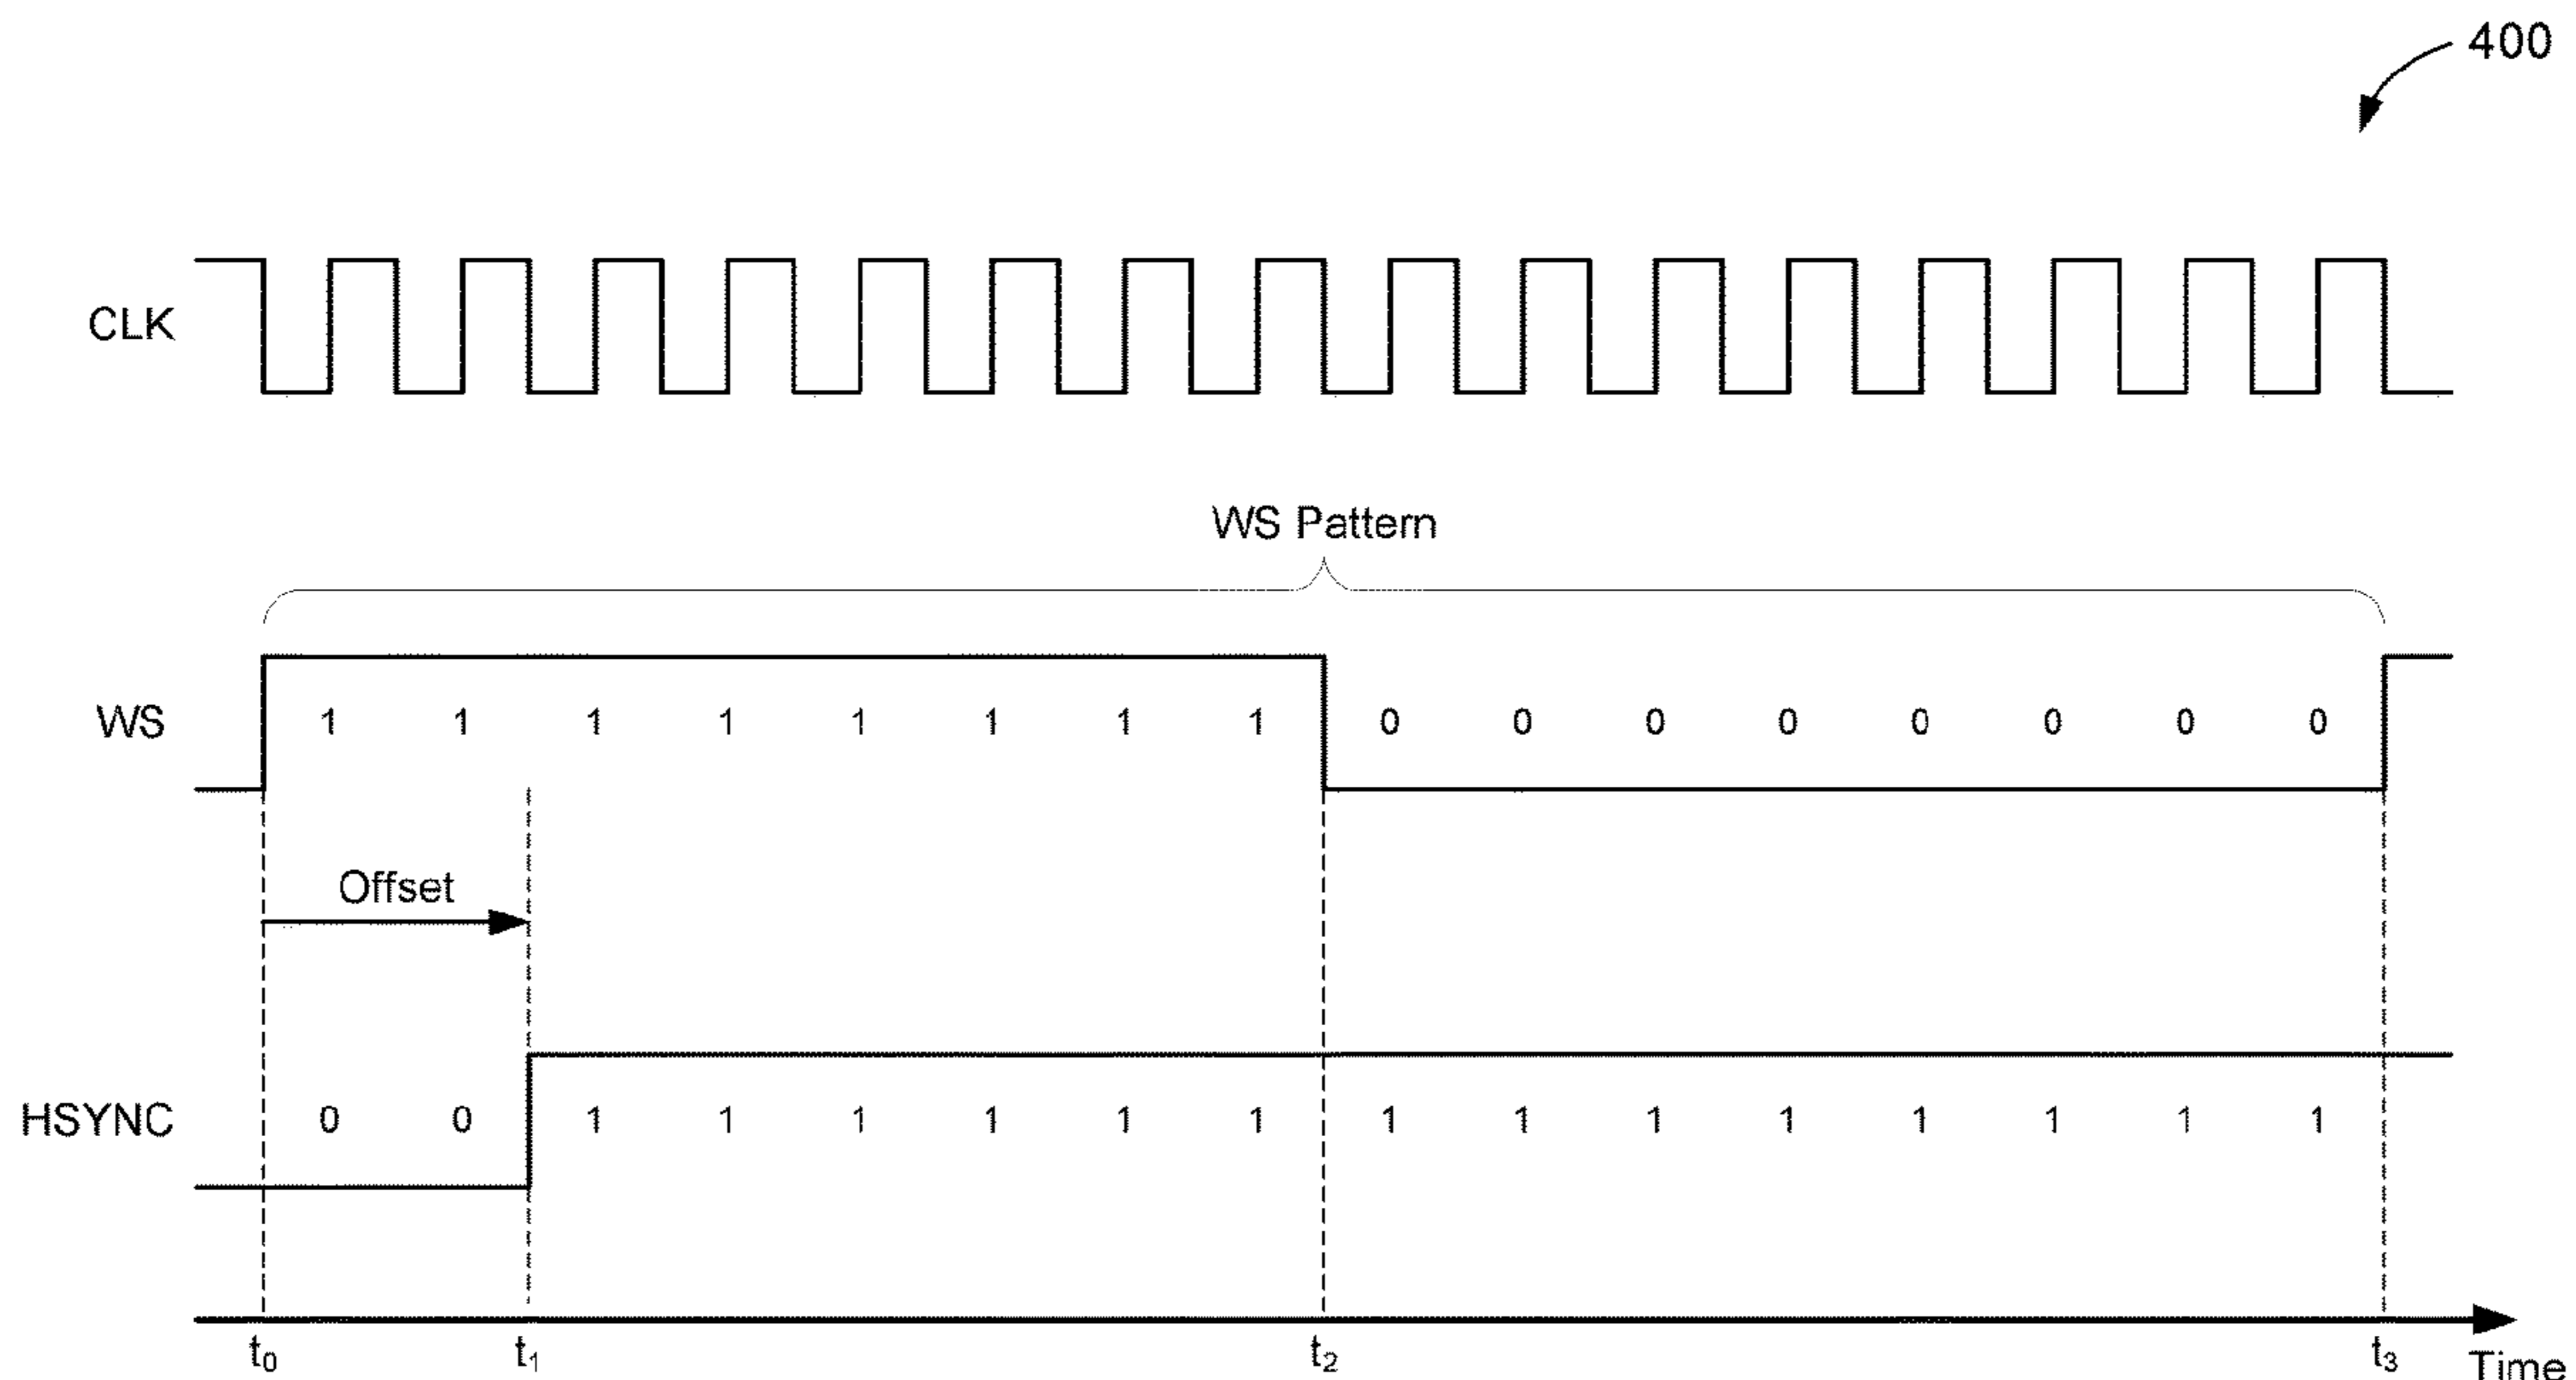 400
CLK
WS Pattern
WS 1 1 1 1 1 1 1 1 0 0 0 0 0 0 0 0
Offset
HSYNC 0 0 1 1 1 1 1 1 1 1 1 1 1 1 1 1
t₀ t₁ t₂ t₃ Time